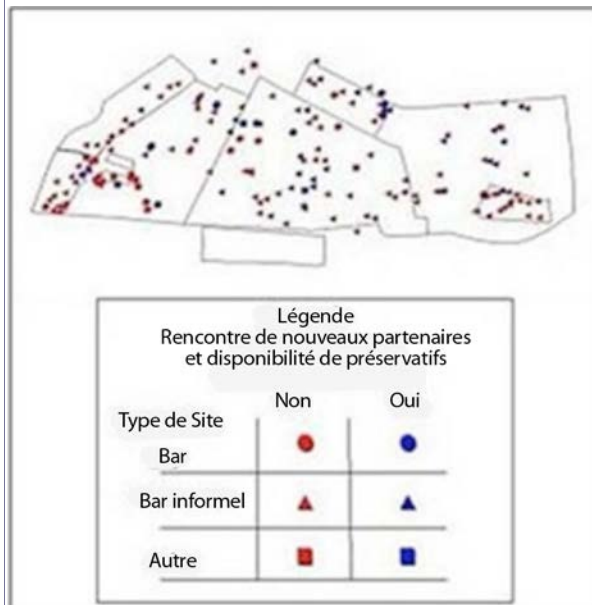 Légende
Rencontre de nouveaux partenaires
et disponibilité de préservatifs
Non Oui
Type de Site
Bar
Bar informel
Autre